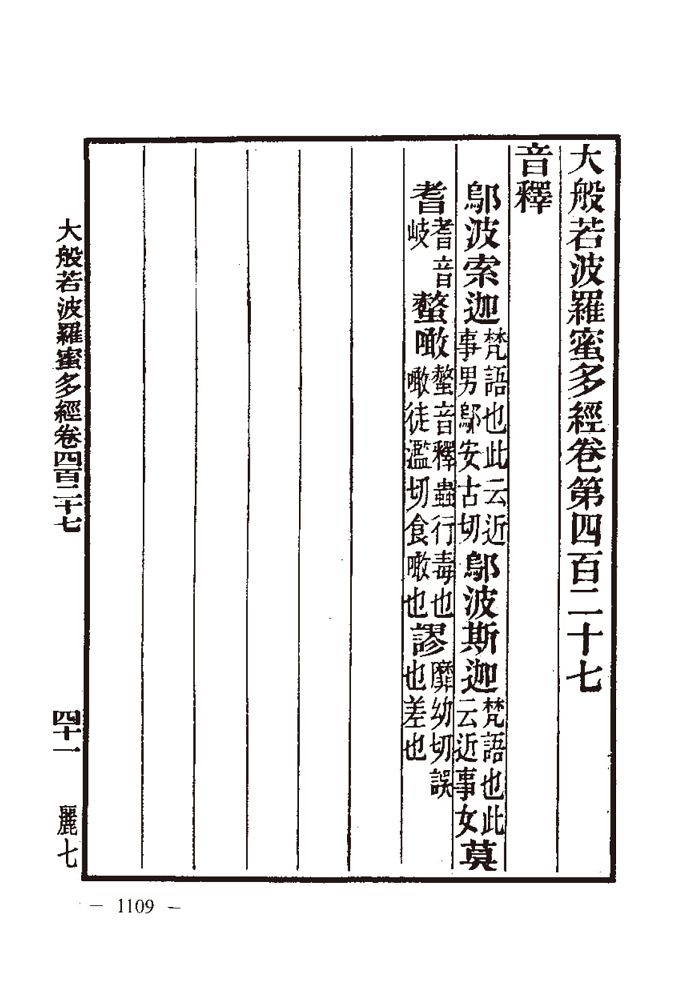 大般若波羅蜜多經卷第四百二十七
音釋
鄔波索迦梵語也此云近事男鄔安古切鄔波斯迦梵語也此云近事女莫
耆耆音岐螫噉螫音釋蟲行毒也噉徒濫切食噉也謬靡幼切誤也差也
大般若波羅蜜多經卷四百二十七
四十一
麗七
— 1109 —